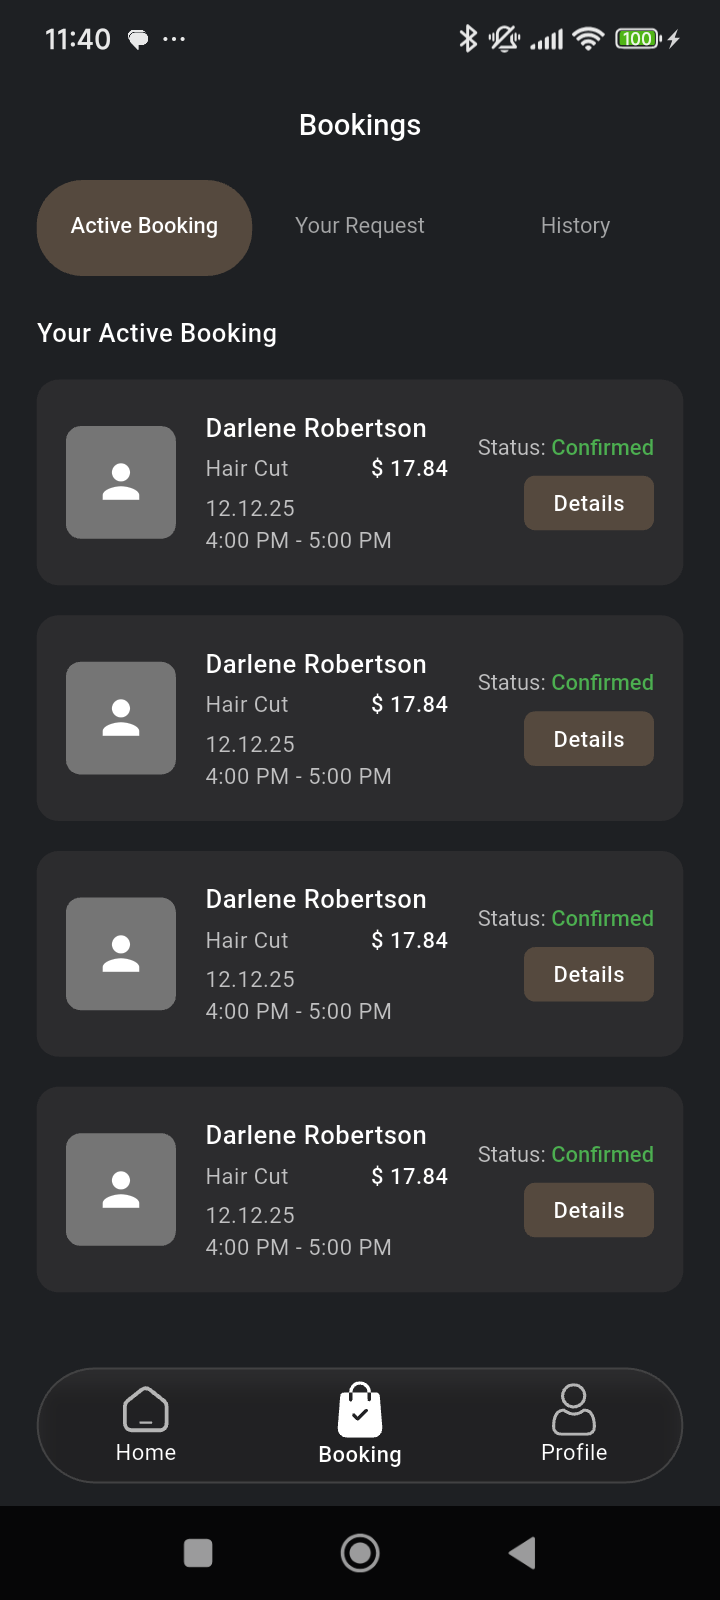 11:40
100
Bookings
Active Booking
Your Request
History
Your Active Booking
Darlene Robertson
Hair Cut
$ 17.84
12.12.25
4:00 PM - 5:00 PM
Status: Confirmed
Details
Darlene Robertson
Hair Cut
$ 17.84
12.12.25
4:00 PM - 5:00 PM
Status: Confirmed
Details
Darlene Robertson
Hair Cut
$ 17.84
12.12.25
4:00 PM - 5:00 PM
Status: Confirmed
Details
Darlene Robertson
Hair Cut
$ 17.84
12.12.25
4:00 PM - 5:00 PM
Status: Confirmed
Details
Home
Booking
Profile